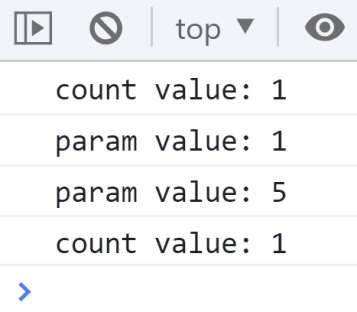 top
count value: 1
param value: 1
param value: 5
count value: 1